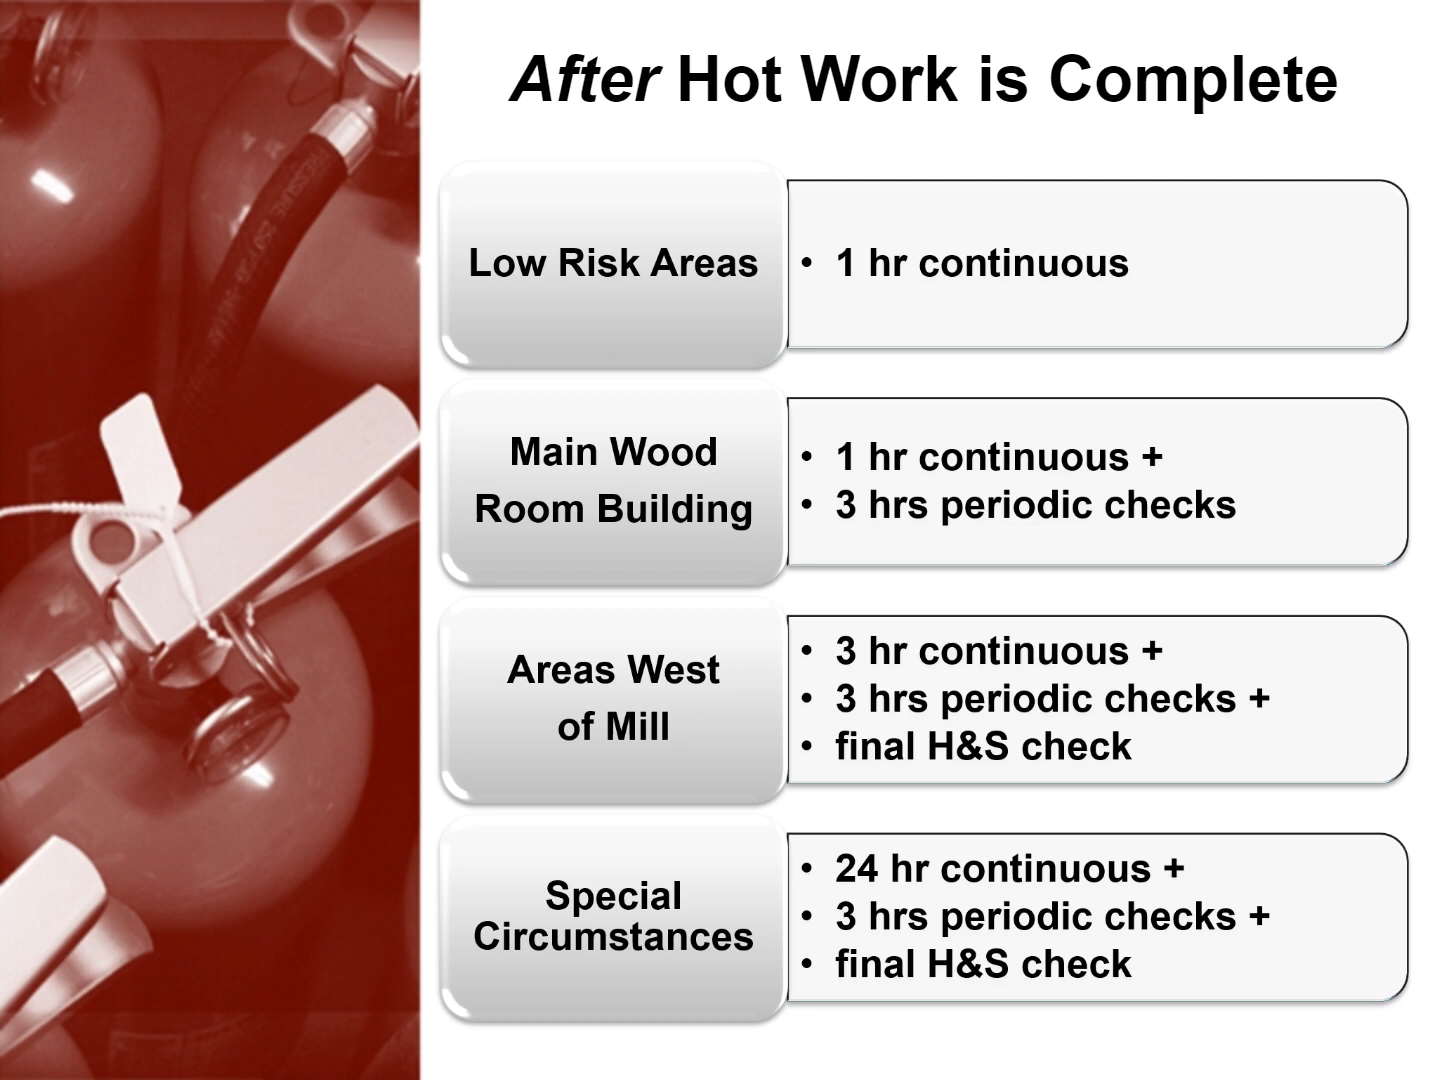 After Hot Work is Complete
Low Risk Areas
• 1 hr continuous
Main Wood
Room Building
• 1 hr continuous +
• 3 hrs periodic checks
Areas West
of Mill
• 3 hr continuous +
• 3 hrs periodic checks +
• final H&S check
Special
Circumstances
• 24 hr continuous +
• 3 hrs periodic checks +
• final H&S check
PRESSURE 250